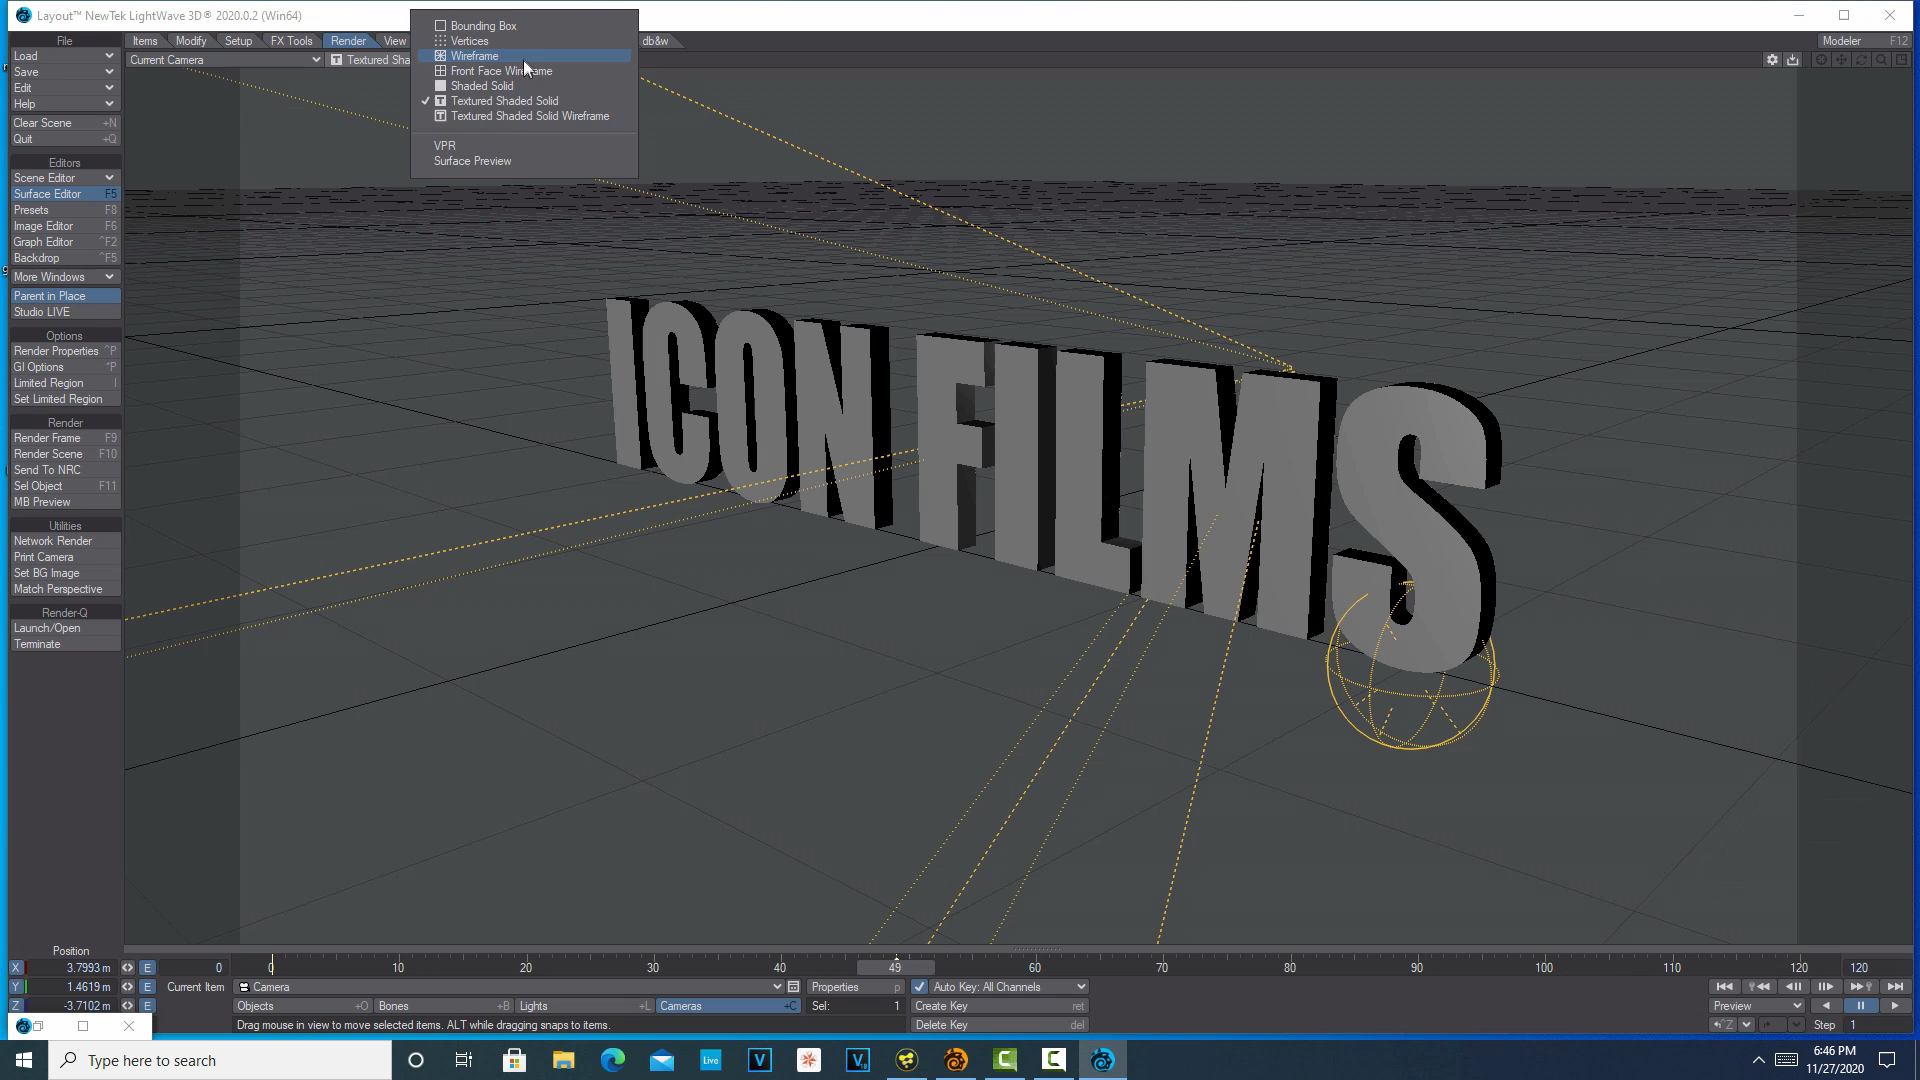 Layout™ NewTek LightWave 3D® 2020.0.2 (Win64)
File
Items Modify Setup FX Tools Render View db&w
Modeler F12
Current Camera
Textured Sha
Bounding Box
Vertices
Wireframe
Front Face Wireframe
Shaded Solid
Textured Shaded Solid
Textured Shaded Solid Wireframe
VPR
Surface Preview
Load
Save
Edit
Help
Clear Scene +N
Quit +Q
Editors
Scene Editor
Surface Editor F5
Presets F8
Image Editor F6
Graph Editor ^F2
Backdrop ^F5
More Windows
Parent in Place
Studio LIVE
Options
Render Properties ^P
GI Options *P
Limited Region l
Set Limited Region
Render
Render Frame F9
Render Scene F10
Send To NRC
Sel Object F11
MB Preview
Utilities
Network Render
Print Camera
Set BG Image
Match Perspective
Render-Q
Launch/Open
Terminate
ICON FILMS
Position
X 3.7993 m E 0
0 10 20 30 40 49 60 70 80 90 100 110 120 120
Y 1.4619 m E Current Item Camera Properties p Auto Key: All Channels
Z -3.7102 m E Objects +O Bones +B Lights +L Cameras +C Sel: 1 Create Key ret
Preview
Drag mouse in view to move selected items. ALT while dragging snaps to items.
Delete Key del
^Z
Step 1
Type here to search
Live
6:46 PM
11/27/2020